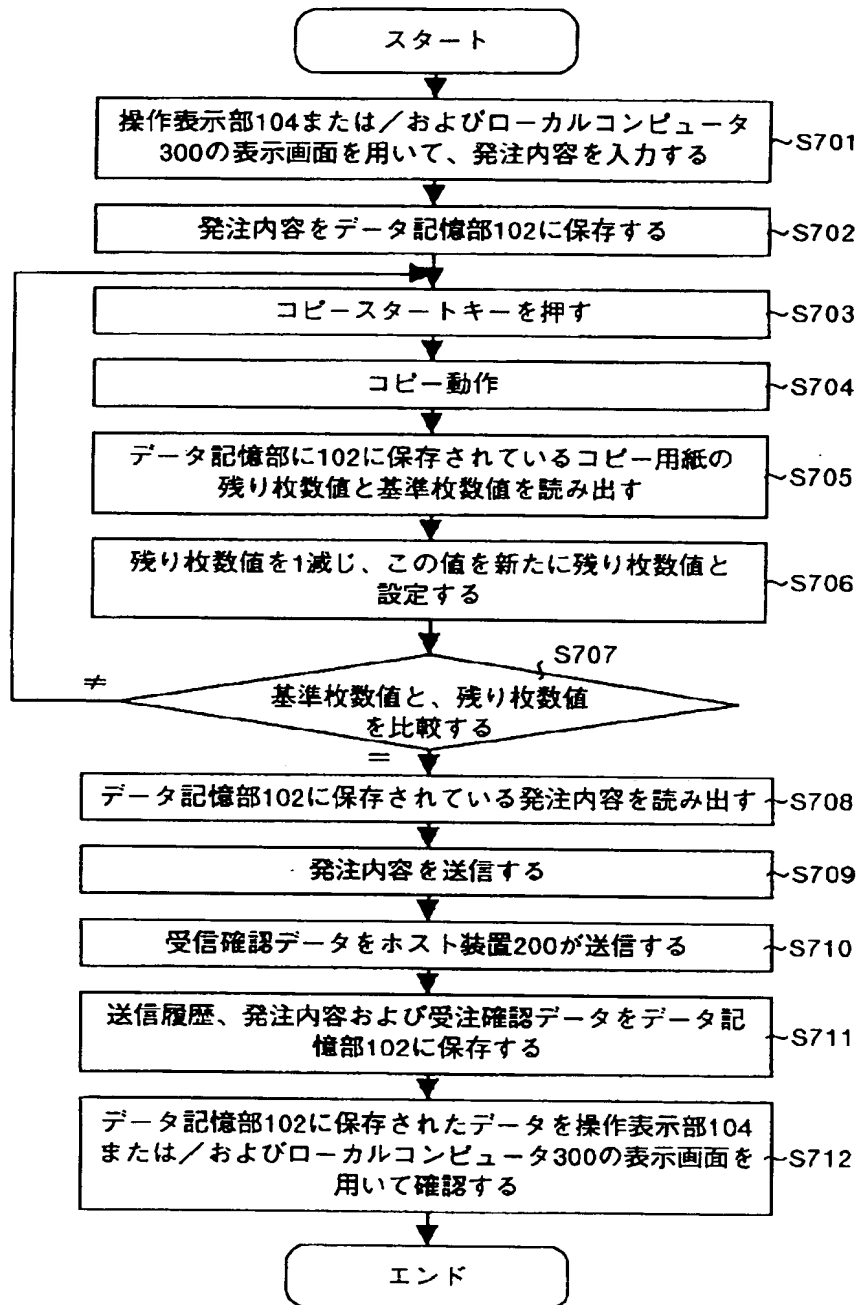 スタート
操作表示部104または／およびローカルコンピュータ
300の表示画面を用いて、発注内容を入力する
~S701
発注内容をデータ記憶部102に保存する
~S702
コピースタートキーを押す
~S703
コピー動作
~S704
データ記憶部に102に保存されているコピー用紙の
残り枚数値と基準枚数値を読み出す
~S705
残り枚数値を1減じ、この値を新たに残り枚数値と
設定する
~S706
S707
≠
基準枚数値と、残り枚数値
を比較する
=
データ記憶部102に保存されている発注内容を読み出す
~S708
発注内容を送信する
~S709
受信確認データをホスト装置200が送信する
~S710
送信履歴、発注内容および受注確認データをデータ記
憶部102に保存する
~S711
データ記憶部102に保存されたデータを操作表示部104
または／およびローカルコンピュータ300の表示画面を
用いて確認する
~S712
エンド